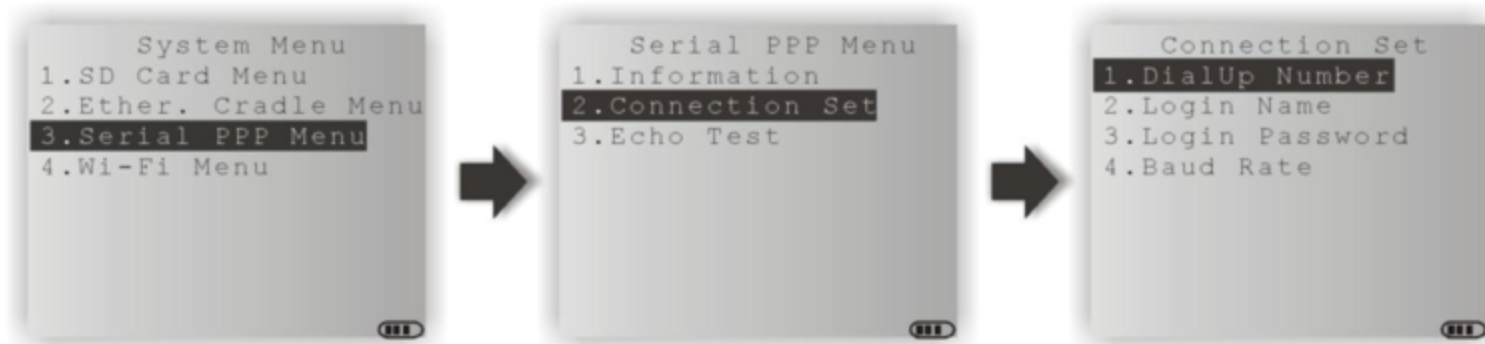 System Menu
1.SD Card Menu
2.Ether. Cradle Menu
3.Serial PPP Menu
4.Wi-Fi Menu
Serial PPP Menu
1.Information
2.Connection Set
3.Echo Test
Connection Set
1.DialUp Number
2.Login Name
3.Login Password
4.Baud Rate